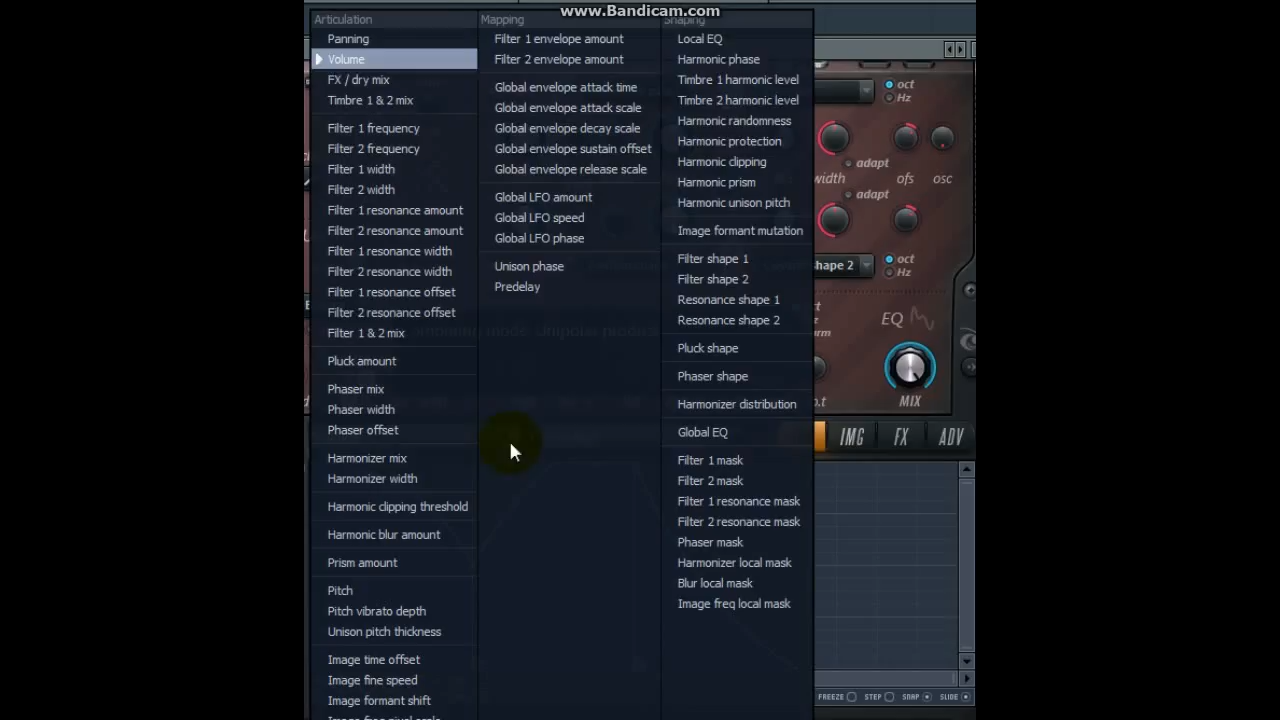 www.Bandicam.com
Articulation
Panning
Volume
FX / dry mix
Timbre 1 & 2 mix
Filter 1 frequency
Filter 2 frequency
Filter 1 width
Filter 2 width
Filter 1 resonance amount
Filter 2 resonance amount
Filter 1 resonance width
Filter 2 resonance width
Filter 1 resonance offset
Filter 2 resonance offset
Filter 1 & 2 mix
Pluck amount
Phaser mix
Phaser width
Phaser offset
Harmonizer mix
Harmonizer width
Harmonic clipping threshold
Harmonic blur amount
Prism amount
Pitch
Pitch vibrato depth
Unison pitch thickness
Image time offset
Image fine speed
Image formant shift
Mapping
Filter 1 envelope amount
Filter 2 envelope amount
Global envelope attack time
Global envelope attack scale
Global envelope decay scale
Global envelope sustain offset
Global envelope release scale
Global LFO amount
Global LFO speed
Global LFO phase
Unison phase
Predelay
Shaping
Local EQ
Harmonic phase
Timbre 1 harmonic level
Timbre 2 harmonic level
Harmonic randomness
Harmonic protection
Harmonic clipping
Harmonic prism
Harmonic unison pitch
Image formant mutation
Filter shape 1
Filter shape 2
Resonance shape 1
Resonance shape 2
Pluck shape
Phaser shape
Harmonizer distribution
Global EQ
Filter 1 mask
Filter 2 mask
Filter 1 resonance mask
Filter 2 resonance mask
Phaser mask
Harmonizer local mask
Blur local mask
Image freq local mask
oct
Hz
adapt
width ofs osc
adapt
shape 2
oct
Hz
EQ
MIX
IMG FX ADV
FREEZE STEP SNAP SLIDE